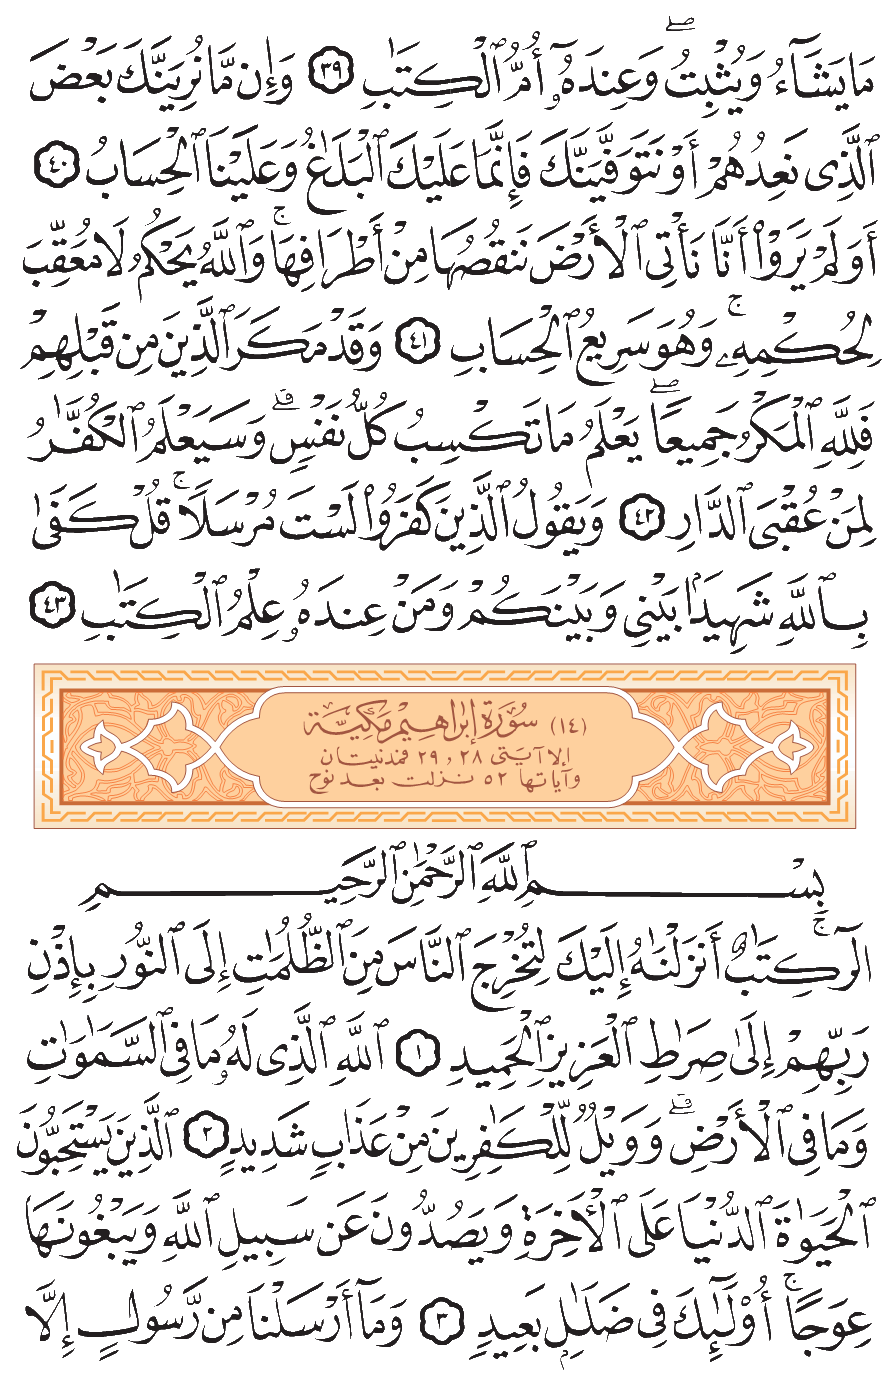 مَا يَشَآءُ وَيُثْبِتُۖ وَعِندَهُۥٓ أُمُّ ٱلْكِتَٰبِ ٣٩ وَإِن مَّا نُرِيَنَّكَ بَعْضَ
ٱلَّذِى نَعِدُهُمْ أَوْ نَتَوَفَّيَنَّكَ فَإِنَّمَا عَلَيْكَ ٱلْبَلَٰغُ وَعَلَيْنَا ٱلْحِسَابُ ٤٠
أَوَلَمْ يَرَوْا۟ أَنَّا نَأْتِى ٱلْأَرْضَ نَنقُصُهَا مِنْ أَطْرَافِهَاۚ وَٱللَّهُ يَحْكُمُ لَا مُعَقِّبَ
لِحُكْمِهِۦۚ وَهُوَ سَرِيعُ ٱلْحِسَابِ ٤١ وَقَدْ مَكَرَ ٱلَّذِينَ مِن قَبْلِهِمْ
فَلِلَّهِ ٱلْمَكْرُ جَمِيعًاۖ يَعْلَمُ مَا تَكْسِبُ كُلُّ نَفْسٍۗ وَسَيَعْلَمُ ٱلْكُفَّٰرُ
لِمَنْ عُقْبَى ٱلدَّارِ ٤٢ وَيَقُولُ ٱلَّذِينَ كَفَرُوا۟ لَسْتَ مُرْسَلًاۚ قُلْ كَفَىٰ
بِٱللَّهِ شَهِيدًۢا بَيْنِى وَبَيْنَكُمْ وَمَنْ عِندَهُۥ عِلْمُ ٱلْكِتَٰبِ ٤٣
(١٤) سُورَة إبراهيم مكيّة
إلا آيتى ٢٨ و ٢٩ فمدنيتان
وآياتها ٥٢ نزلت بعد نوح
بِسْمِ ٱللَّهِ ٱلرَّحْمَٰنِ ٱلرَّحِيمِ
الٓرۚ كِتَٰبٌ أَنزَلْنَٰهُ إِلَيْكَ لِتُخْرِجَ ٱلنَّاسَ مِنَ ٱلظُّلُمَٰتِ إِلَى ٱلنُّورِ بِإِذْنِ
رَبِّهِمْ إِلَىٰ صِرَٰطِ ٱلْعَزِيزِ ٱلْحَمِيدِ ١ ٱللَّهِ ٱلَّذِى لَهُۥ مَا فِى ٱلسَّمَٰوَٰتِ
وَمَا فِى ٱلْأَرْضِۗ وَوَيْلٌ لِّلْكَٰفِرِينَ مِنْ عَذَابٍ شَدِيدٍ ٢ ٱلَّذِينَ يَسْتَحِبُّونَ
ٱلْحَيَوٰةَ ٱلدُّنْيَا عَلَى ٱلْأَخِرَةِ وَيَصُدُّونَ عَن سَبِيلِ ٱللَّهِ وَيَبْغُونَهَا
عِوَجًاۚ أُو۟لَٰٓئِكَ فِى ضَلَٰلٍۭ بَعِيدٍ ٣ وَمَآ أَرْسَلْنَا مِن رَّسُولٍ إِلَّا